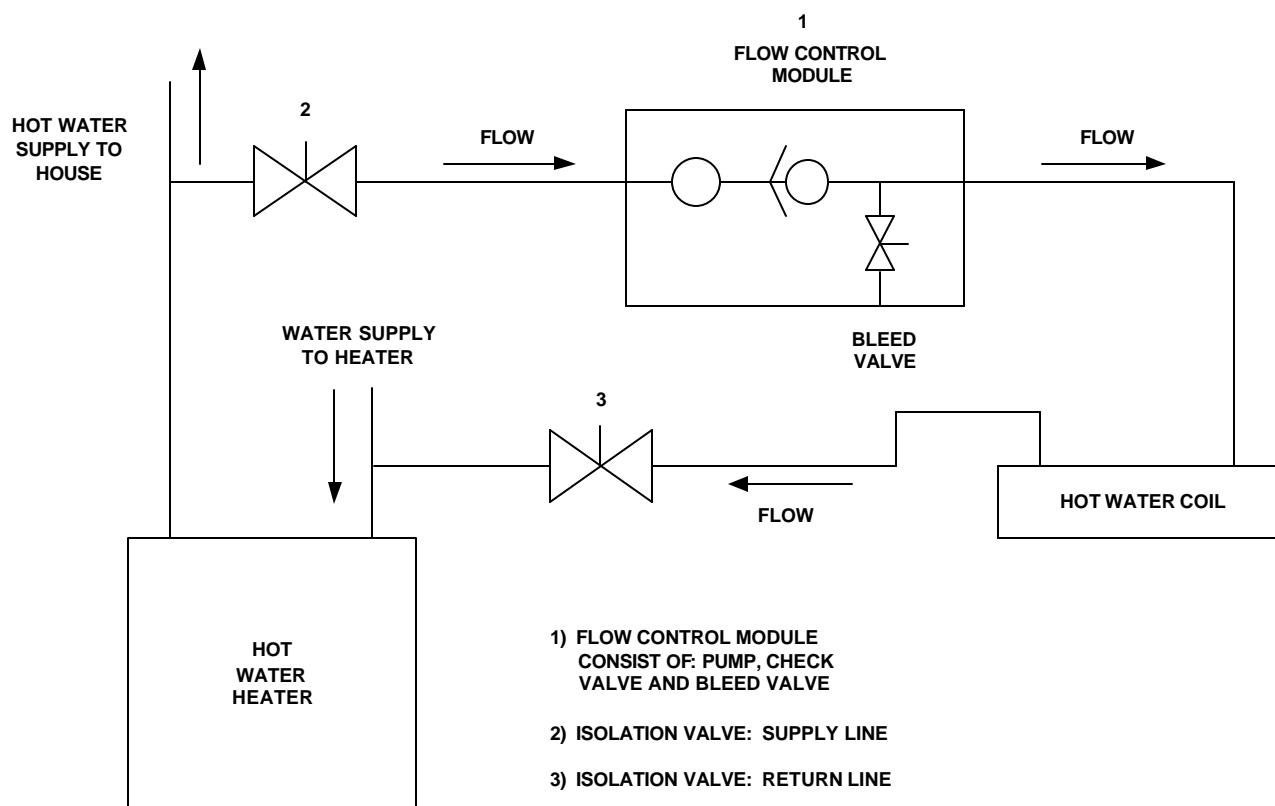 1
FLOW CONTROL
MODULE
HOT WATER
SUPPLY TO
HOUSE
2
FLOW
FLOW
WATER SUPPLY
TO HEATER
BLEED
VALVE
3
FLOW
HOT WATER COIL
HOT
WATER
HEATER
1) FLOW CONTROL MODULE
CONSIST OF: PUMP, CHECK
VALVE AND BLEED VALVE
2) ISOLATION VALVE: SUPPLY LINE
3) ISOLATION VALVE: RETURN LINE